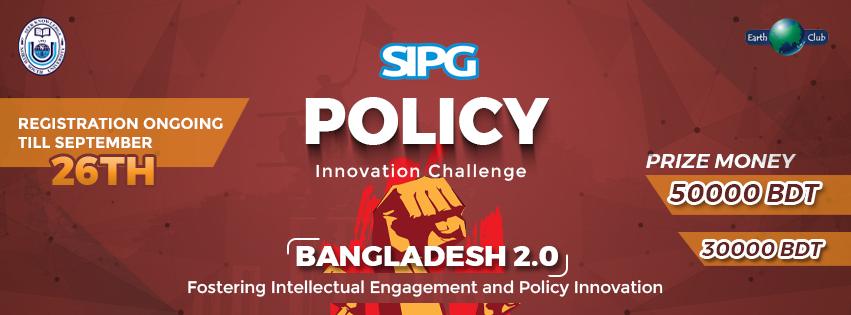 Earth Club
SIPG
POLICY
Innovation Challenge
REGISTRATION ONGOING
TILL SEPTEMBER
26TH
PRIZE MONEY
50000 BDT
30000 BDT
BANGLADESH 2.0
Fostering Intellectual Engagement and Policy Innovation